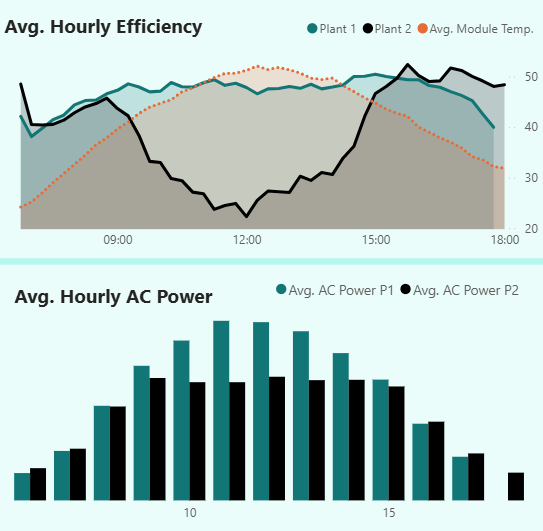 Avg. Hourly Efficiency
Plant 1 Plant 2 Avg. Module Temp.
50
40
30
20
09:00 12:00 15:00 18:00
Avg. Hourly AC Power
Avg. AC Power P1 Avg. AC Power P2
10 15